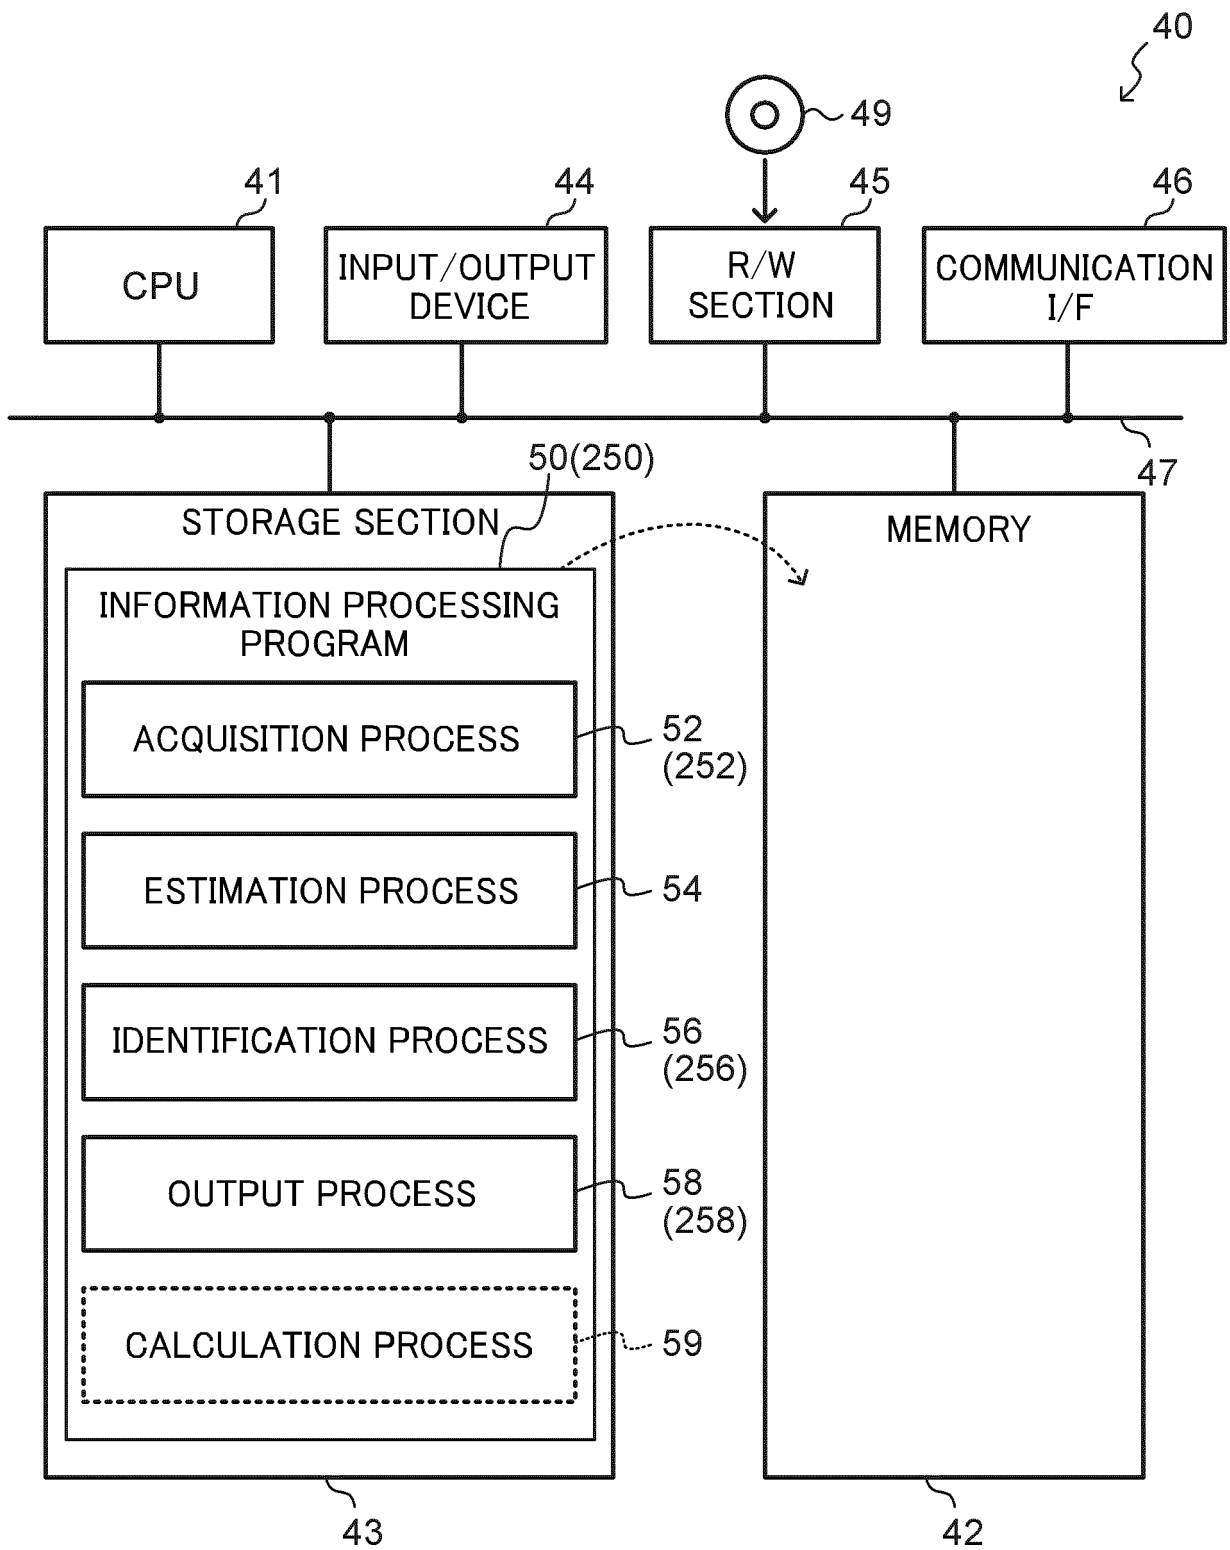 40
49
41
44
45
46
CPU
INPUT/OUTPUT
DEVICE
R/W
SECTION
COMMUNICATION
I/F
47
50(250)
STORAGE SECTION
MEMORY
INFORMATION PROCESSING
PROGRAM
ACQUISITION PROCESS
52
(252)
ESTIMATION PROCESS
54
IDENTIFICATION PROCESS
56
(256)
OUTPUT PROCESS
58
(258)
CALCULATION PROCESS
59
43
42